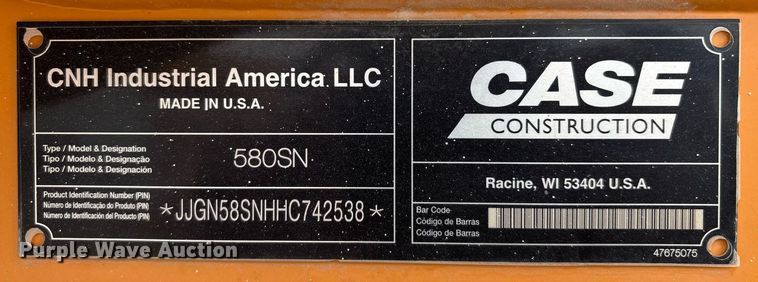 CNH Industrial America LLC
MADE IN U.S.A.
Type / Model & Designation
Tipo / Modelo & Designação
Tipo / Modelo & Designación
580SN
Product Identification Number (PIN)
Número de Identificação do Produto (PIN)
Número de Identificación del Producto (PIN)
*JJGN58SNHHC742538*
CASE
CONSTRUCTION
Racine, WI 53404 U.S.A.
Bar Code
Código de Barras
Código de Barras
47675075
Purple Wave Auction